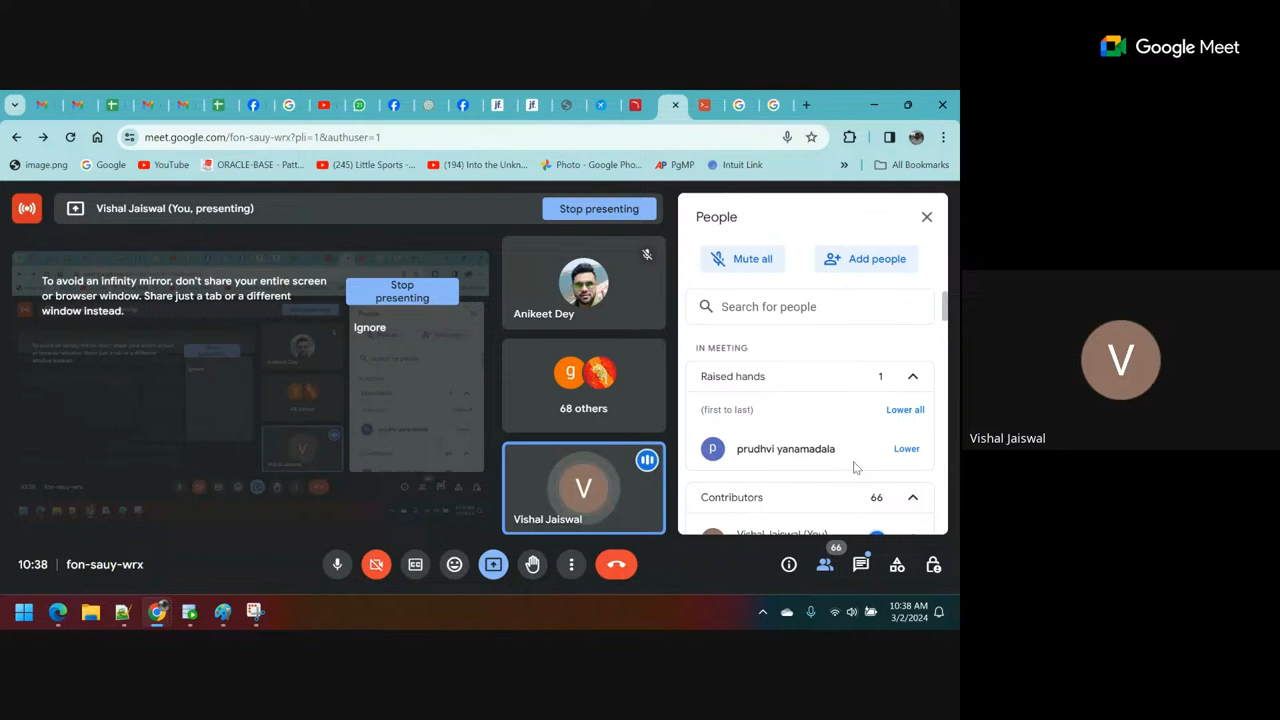 Google Meet
meet.google.com/fon-sauy-wrx?pli=1&authuser=1
image.png
Google
YouTube
ORACLE-BASE - Patt...
(245) Little Sports -...
(194) Into the Unkn...
Photo - Google Pho...
PgMP
Intuit Link
»
All Bookmarks
Vishal Jaiswal (You, presenting)
Stop presenting
To avoid an infinity mirror, don't share your entire screen
or browser window. Share just a tab or a different
window instead.
Stop
presenting
Ignore
Anikeet Dey
g
68 others
V
Vishal Jaiswal
People
Mute all
Add people
Search for people
IN MEETING
Raised hands 1
(first to last) Lower all
p
prudhvi yanamadala Lower
Contributors 66
Vishal Jaiswal (You)
10:38 fon-sauy-wrx
66
10:38 AM
3/2/2024
V
Vishal Jaiswal